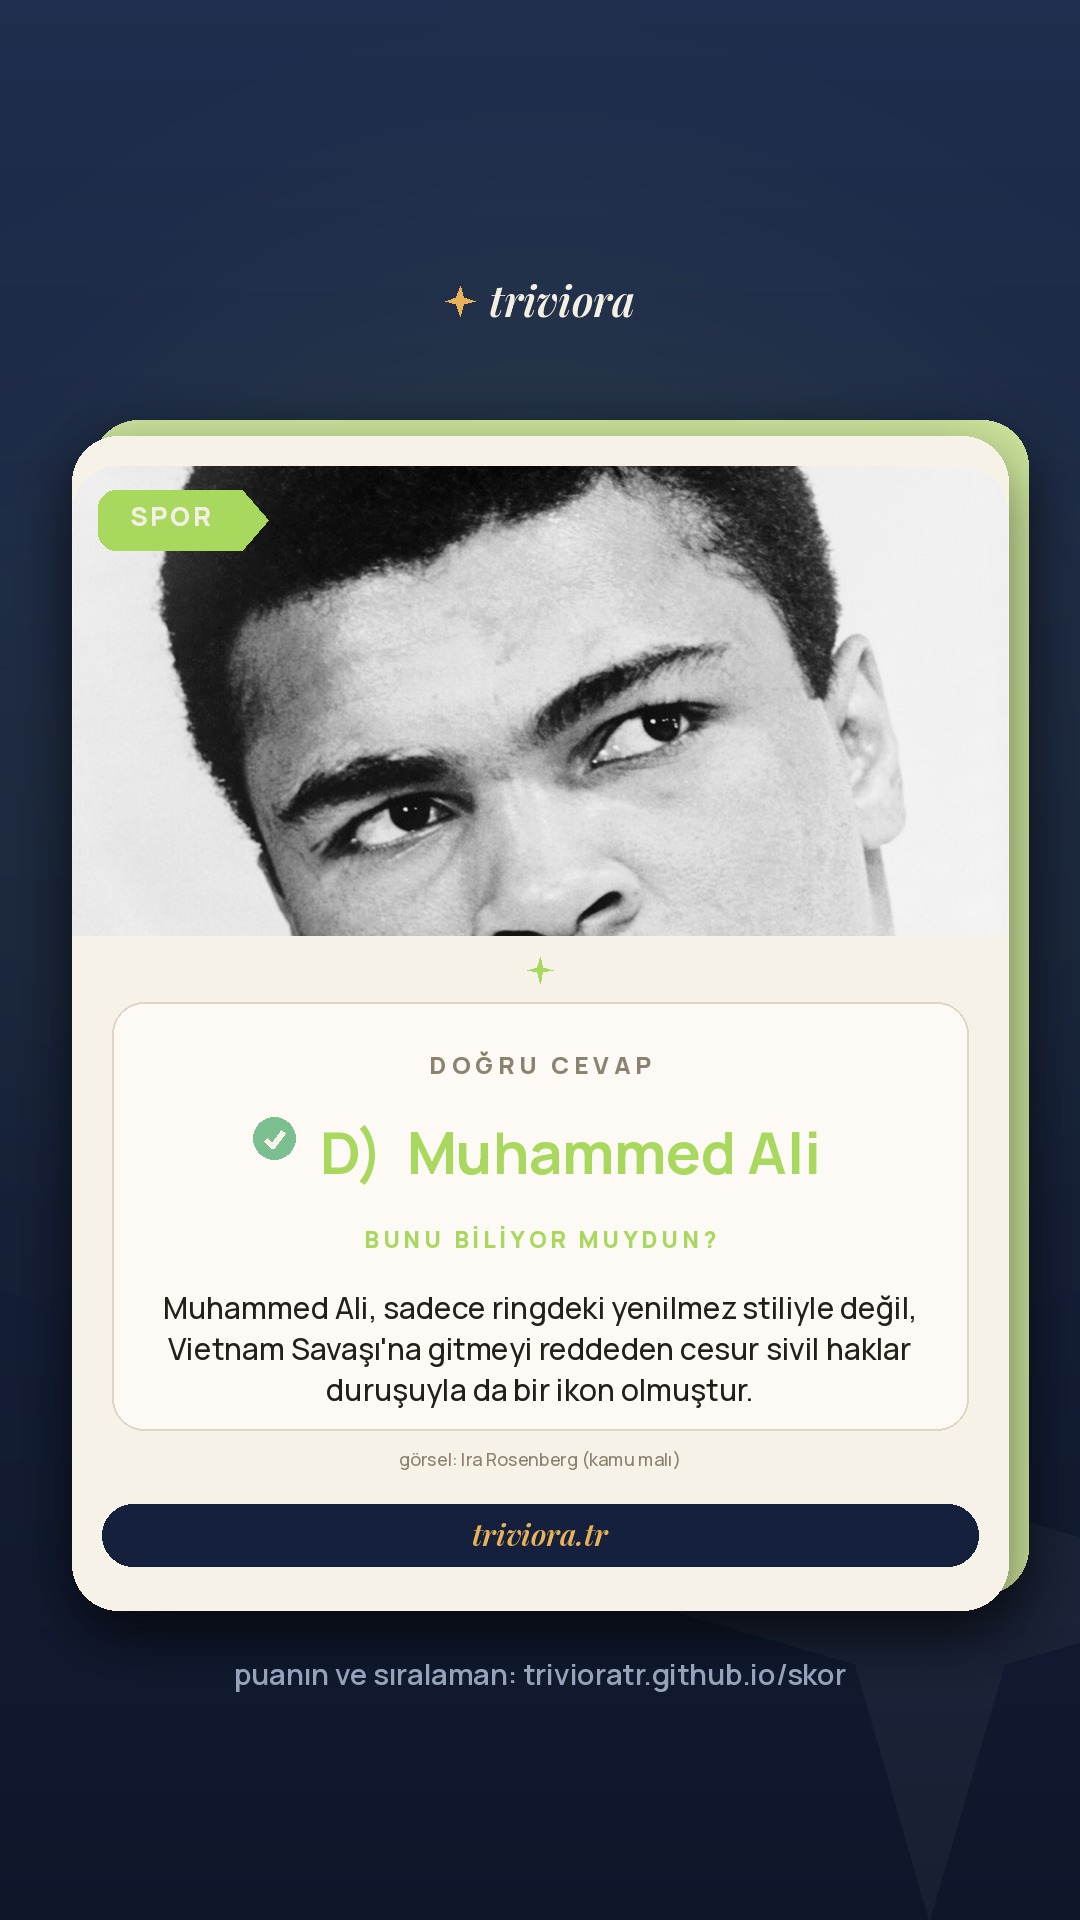 triviora
SPOR
DOĞRU CEVAP
D) Muhammed Ali
BUNU BİLİYOR MUYDUN?
Muhammed Ali, sadece ringdeki yenilmez stiliyle değil,
Vietnam Savaşı'na gitmeyi reddeden cesur sivil haklar
duruşuyla da bir ikon olmuştur.
görsel: Ira Rosenberg (kamu malı)
triviora.tr
puanın ve sıralaman: trivioratr.github.io/skor